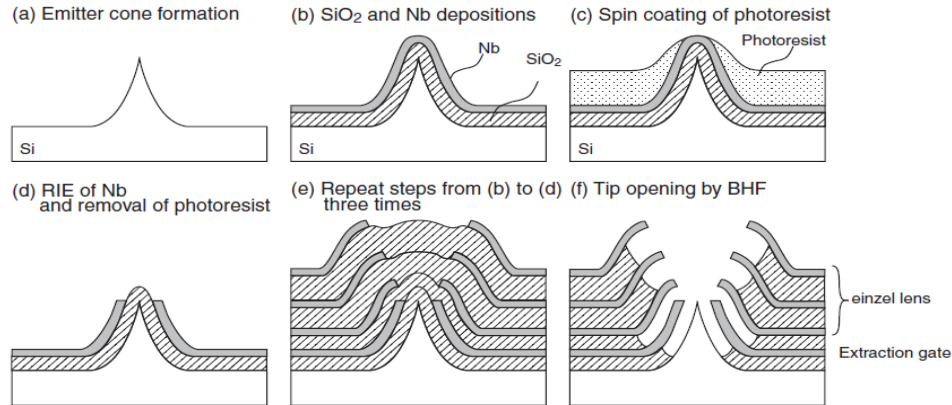 (a) Emitter cone formation
Si
(b) SiO₂ and Nb depositions
Nb
SiO₂
Si
(c) Spin coating of photoresist
Photoresist
Si
(d) RIE of Nb
and removal of photoresist
(e) Repeat steps from (b) to (d)
three times
(f) Tip opening by BHF
einzel lens
Extraction gate